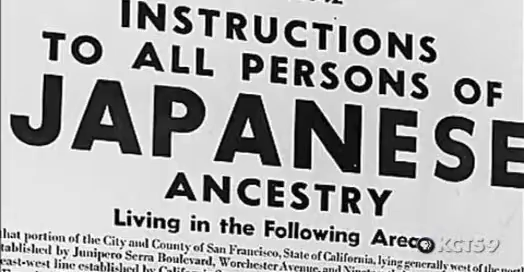 INSTRUCTIONS
TO ALL PERSONS OF
JAPANESE
ANCESTRY
Living in the Following Area
KCTS9
that portion of the City and County of San Francisco, State of California, lying generally west of the
tablished by Junipero Serra Boulevard, Worchester Avenue, and
east-west line established by